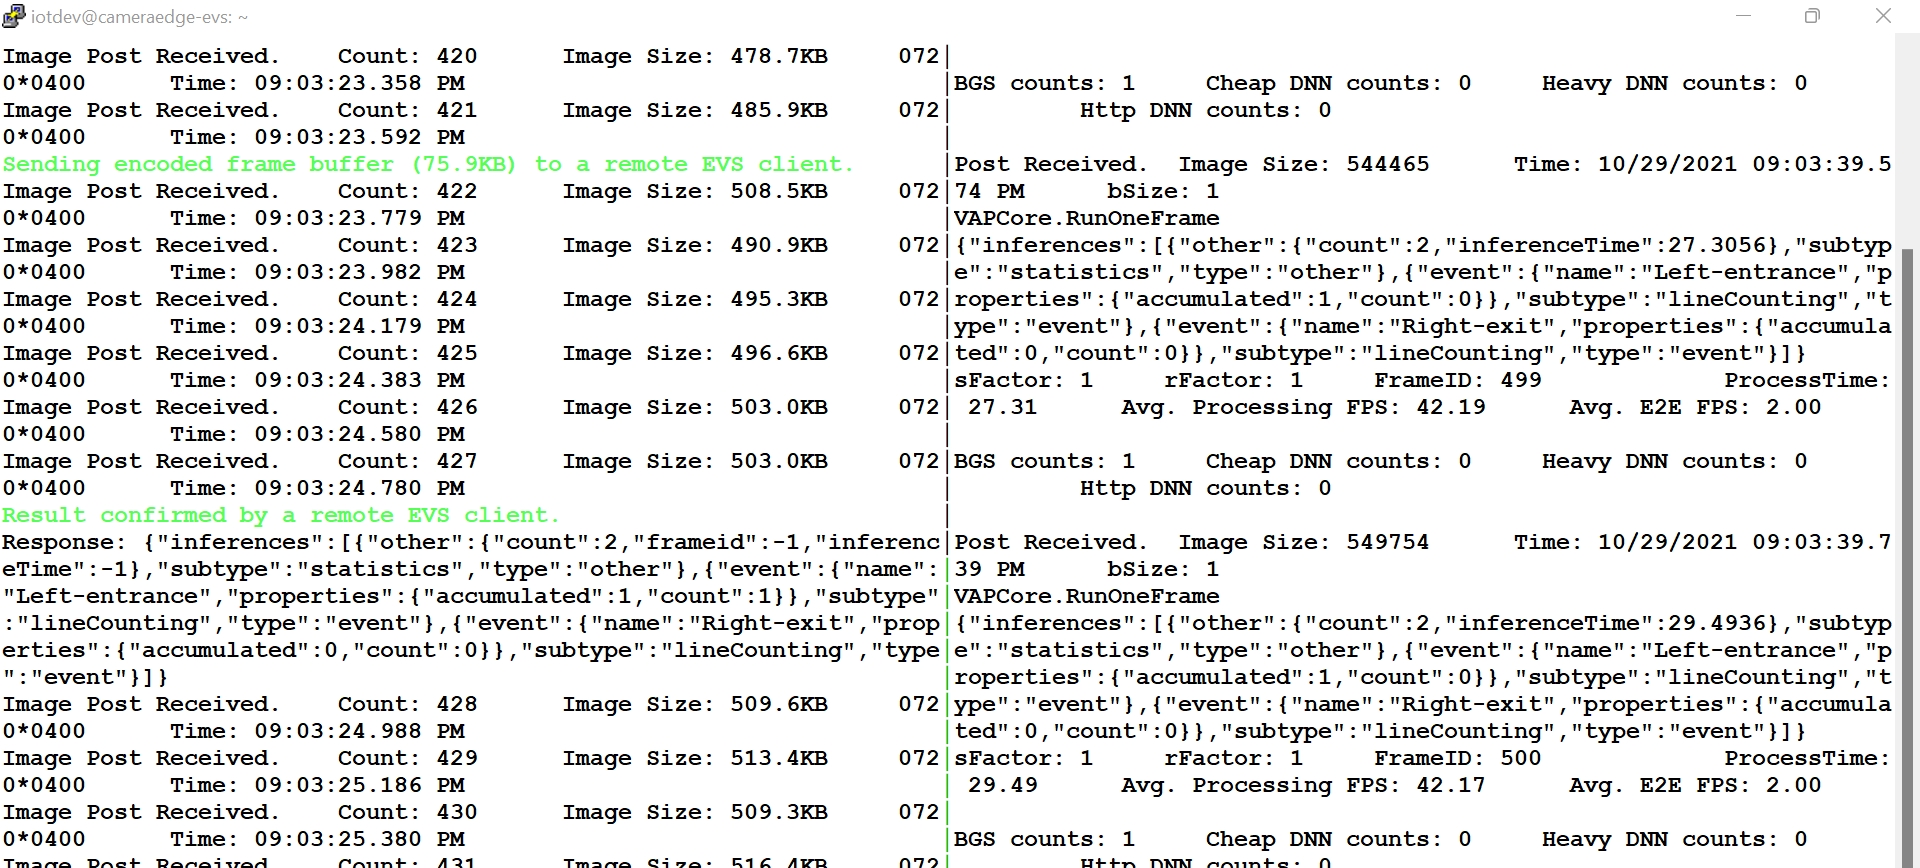 iotdev@cameraedge-evs: ~
Image Post Received. Count: 420 Image Size: 478.7KB 072
0*0400 Time: 09:03:23.358 PM
Image Post Received. Count: 421 Image Size: 485.9KB 072
0*0400 Time: 09:03:23.592 PM
Sending encoded frame buffer (75.9KB) to a remote EVS client.
Image Post Received. Count: 422 Image Size: 508.5KB 072
0*0400 Time: 09:03:23.779 PM
Image Post Received. Count: 423 Image Size: 490.9KB 072
0*0400 Time: 09:03:23.982 PM
Image Post Received. Count: 424 Image Size: 495.3KB 072
0*0400 Time: 09:03:24.179 PM
Image Post Received. Count: 425 Image Size: 496.6KB 072
0*0400 Time: 09:03:24.383 PM
Image Post Received. Count: 426 Image Size: 503.0KB 072
0*0400 Time: 09:03:24.580 PM
Image Post Received. Count: 427 Image Size: 503.0KB 072
0*0400 Time: 09:03:24.780 PM
Result confirmed by a remote EVS client.
Response: {"inferences":[{"other":{"count":2,"frameid":-1,"inferenc
eTime":-1},"subtype":"statistics","type":"other"},{"event":{"name":
"Left-entrance","properties":{"accumulated":1,"count":1}},"subtype"
:"lineCounting","type":"event"},{"event":{"name":"Right-exit","prop
erties":{"accumulated":0,"count":0}},"subtype":"lineCounting","type
":"event"}]}
Image Post Received. Count: 428 Image Size: 509.6KB 072
0*0400 Time: 09:03:24.988 PM
Image Post Received. Count: 429 Image Size: 513.4KB 072
0*0400 Time: 09:03:25.186 PM
Image Post Received. Count: 430 Image Size: 509.3KB 072
0*0400 Time: 09:03:25.380 PM
Image Post Received. Count: 431 Image Size: 516.4KB 072
BGS counts: 1 Cheap DNN counts: 0 Heavy DNN counts: 0
Http DNN counts: 0
Post Received. Image Size: 544465 Time: 10/29/2021 09:03:39.5
74 PM bSize: 1
VAPCore.RunOneFrame
{"inferences":[{"other":{"count":2,"inferenceTime":27.3056},"subtyp
e":"statistics","type":"other"},{"event":{"name":"Left-entrance","p
roperties":{"accumulated":1,"count":0}},"subtype":"lineCounting","t
ype":"event"},{"event":{"name":"Right-exit","properties":{"accumula
ted":0,"count":0}},"subtype":"lineCounting","type":"event"}]}
sFactor: 1 rFactor: 1 FrameID: 499 ProcessTime:
27.31 Avg. Processing FPS: 42.19 Avg. E2E FPS: 2.00
BGS counts: 1 Cheap DNN counts: 0 Heavy DNN counts: 0
Http DNN counts: 0
Post Received. Image Size: 549754 Time: 10/29/2021 09:03:39.7
39 PM bSize: 1
VAPCore.RunOneFrame
{"inferences":[{"other":{"count":2,"inferenceTime":29.4936},"subtyp
e":"statistics","type":"other"},{"event":{"name":"Left-entrance","p
roperties":{"accumulated":1,"count":0}},"subtype":"lineCounting","t
ype":"event"},{"event":{"name":"Right-exit","properties":{"accumula
ted":0,"count":0}},"subtype":"lineCounting","type":"event"}]}
sFactor: 1 rFactor: 1 FrameID: 500 ProcessTime:
29.49 Avg. Processing FPS: 42.17 Avg. E2E FPS: 2.00
BGS counts: 1 Cheap DNN counts: 0 Heavy DNN counts: 0
Http DNN counts: 0